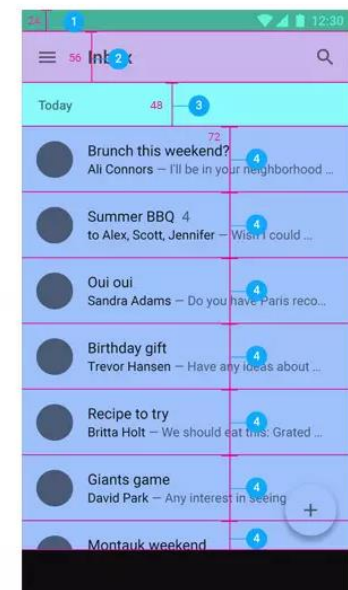 24 1 12:30
56 Inbox 2
Today 48 3
72
Brunch this weekend?
Ali Connors — I'll be in your neighborhood ... 4
Summer BBQ 4
to Alex, Scott, Jennifer — Wish I could ... 4
Oui oui
Sandra Adams — Do you have Paris reco... 4
Birthday gift
Trevor Hansen — Have any ideas about ... 4
Recipe to try
Britta Holt — We should eat this: Grated ... 4
Giants game
David Park — Any interest in seeing 4
Montauk weekend 4